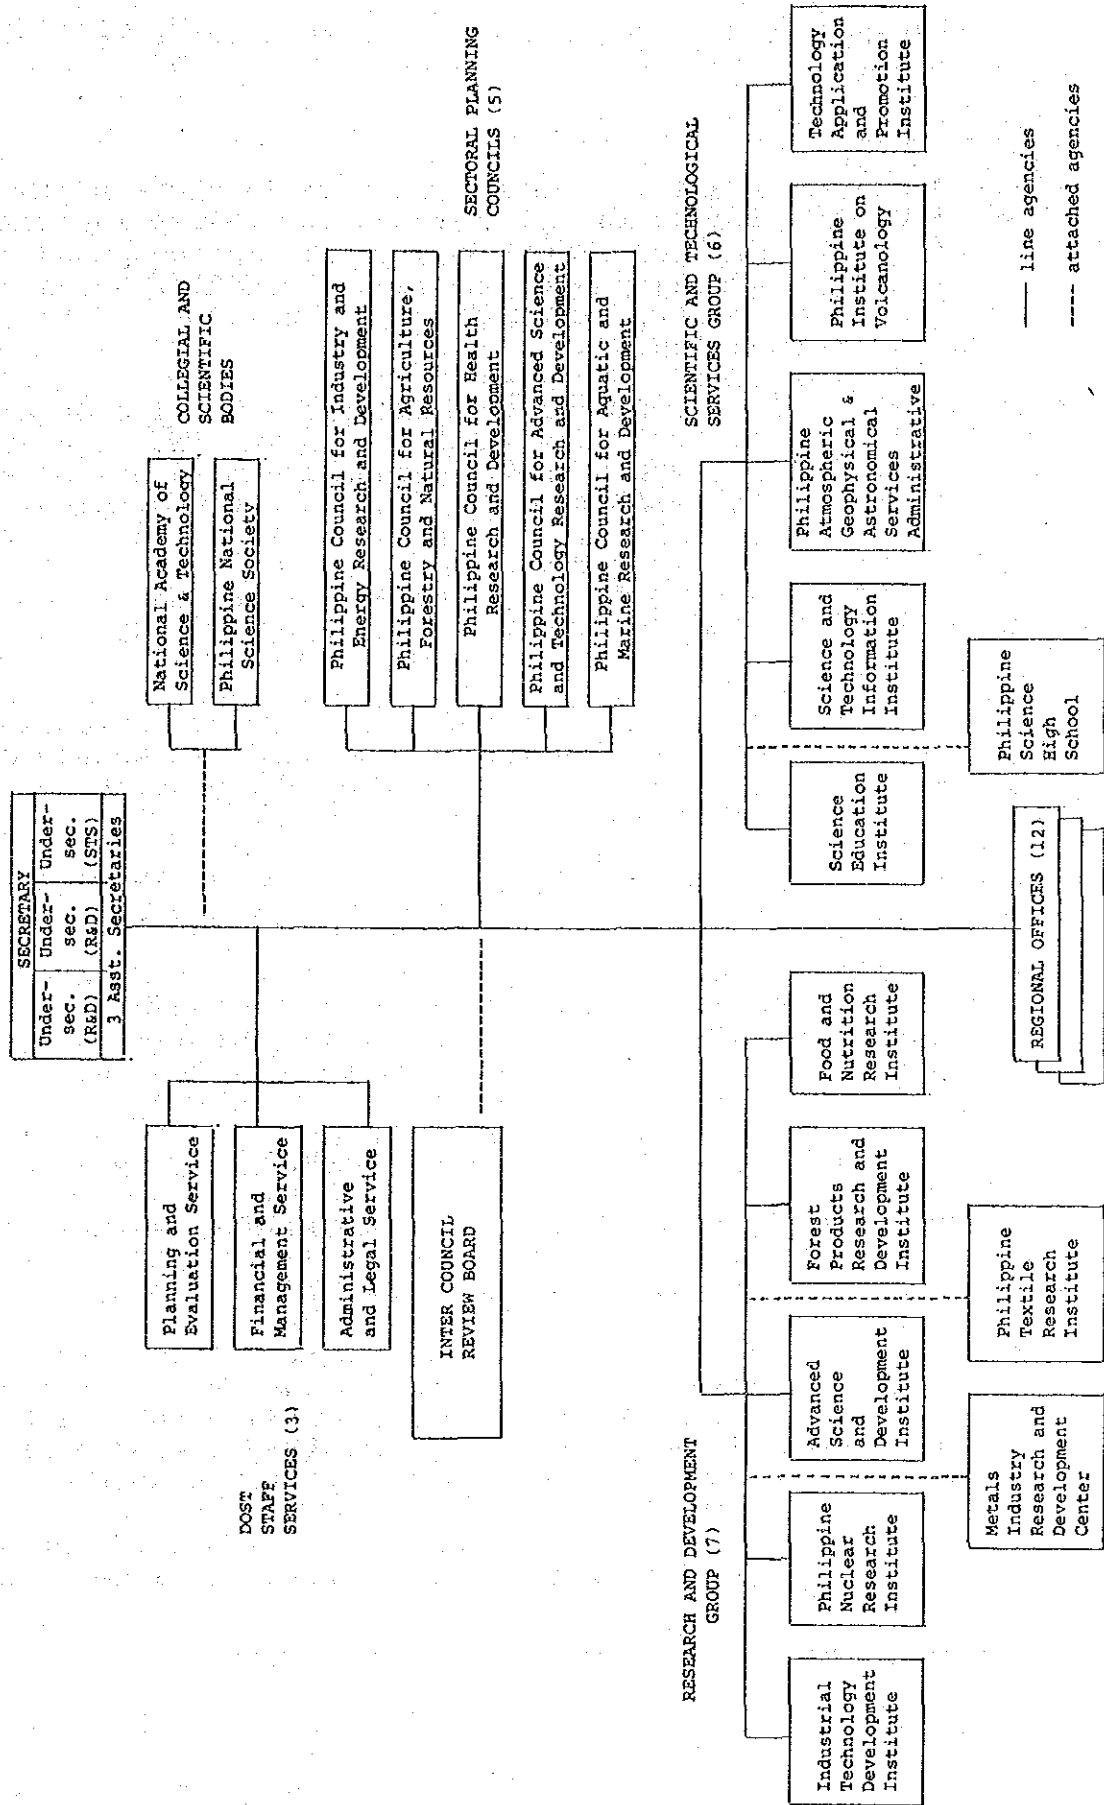 SECRETARY
Under-
sec.
(R&D)
Under-
sec.
(R&D)
Under-
sec.
(STS)
3 Asst. Secretaries
Planning and
Evaluation Service
Financial and
Management Service
Administrative
and Legal Service
DOST
STAFF
SERVICES (3)
INTER COUNCIL
REVIEW BOARD
National Academy of
Science & Technology
Philippine National
Science Society
COLLEGIAL AND
SCIENTIFIC
BODIES
Philippine Council for Industry and
Energy Research and Development
Philippine Council for Agriculture,
Forestry and Natural Resources
Philippine Council for Health
Research and Development
Philippine Council for Advanced Science
and Technology Research and Development
Philippine Council for Aquatic and
Marine Research and Development
SECTORAL PLANNING
COUNCILS (5)
RESEARCH AND DEVELOPMENT
GROUP (7)
Industrial
Technology
Development
Institute
Philippine
Nuclear
Research
Institute
Advanced
Science
and
Development
Institute
Forest
Products
Research and
Development
Institute
Food and
Nutrition
Research
Institute
Metals
Industry
Research and
Development
Center
Philippine
Textile
Research
Institute
REGIONAL OFFICES (12)
SCIENTIFIC AND TECHNOLOGICAL
SERVICES GROUP (6)
Science
Education
Institute
Science and
Technology
Information
Institute
Philippine
Atmospheric
Geophysical &
Astronomical
Services
Administrative
Philippine
Institute on
Volcanology
Technology
Application
and
Promotion
Institute
Philippine
Science
High
School
line agencies
attached agencies